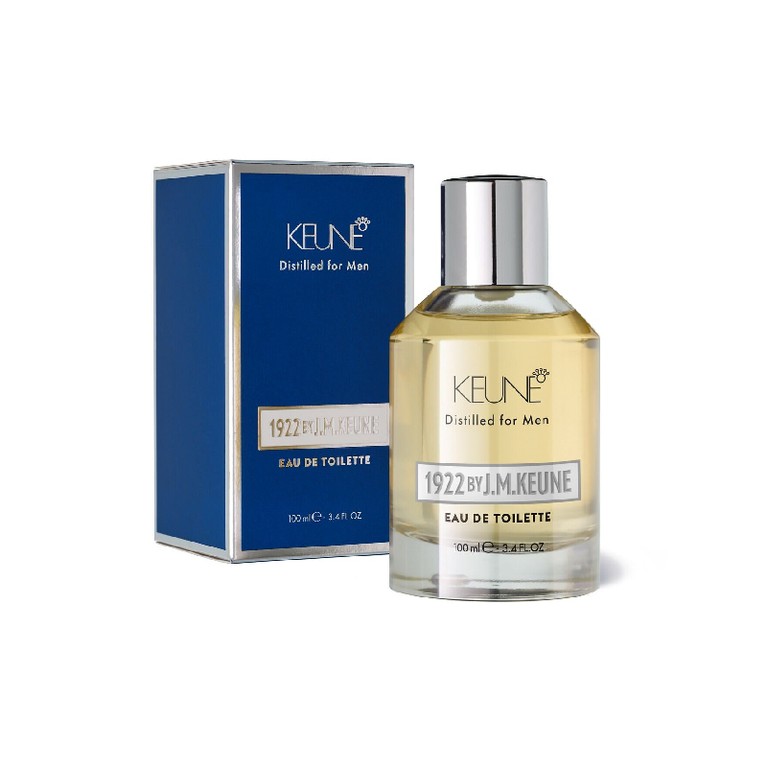 KEUNE
Distilled for Men
1922 BY J.M.KEUNE
EAU DE TOILETTE
100 ml ℮ - 3.4 FL.OZ
KEUNE
Distilled for Men
1922 BY J.M.KEUNE
EAU DE TOILETTE
100 ml ℮ - 3.4 FL.OZ